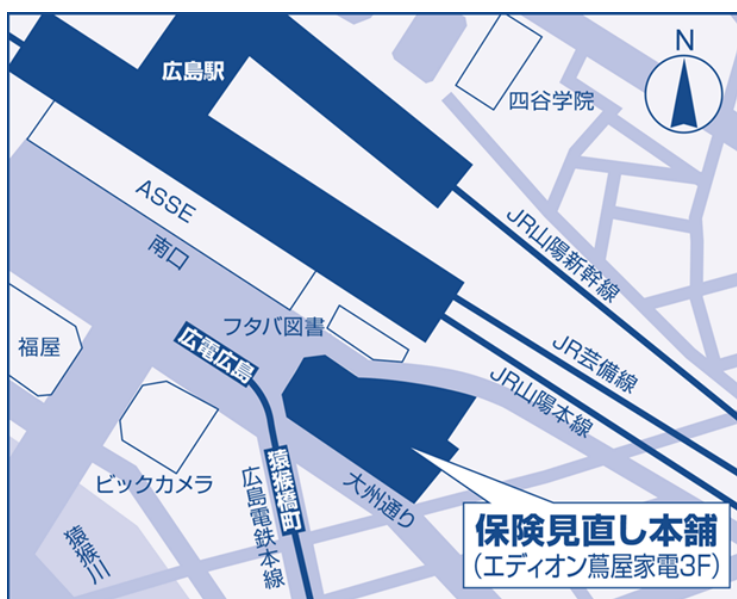 広島駅
四谷学院
N
ASSE
南口
JR山陽新幹線
フタバ図書
JR芸備線
JR山陽本線
福屋
広電広島
ビックカメラ
猿猴橋町
広島電鉄本線
大州通り
猿猴川
保険見直し本舗
(エディオン蔦屋家電3F)